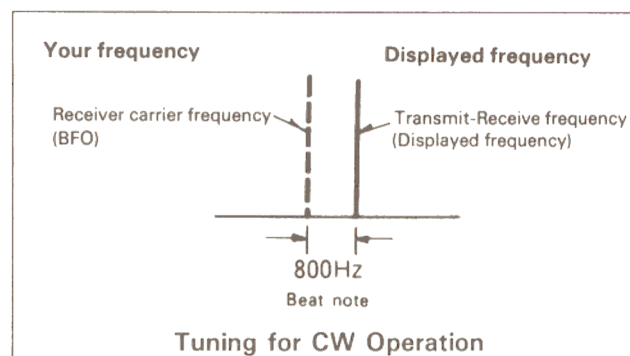 Your frequency
Displayed frequency
Receiver carrier frequency
(BFO)
Transmit-Receive frequency
(Displayed frequency)
800Hz
Beat note
Tuning for CW Operation